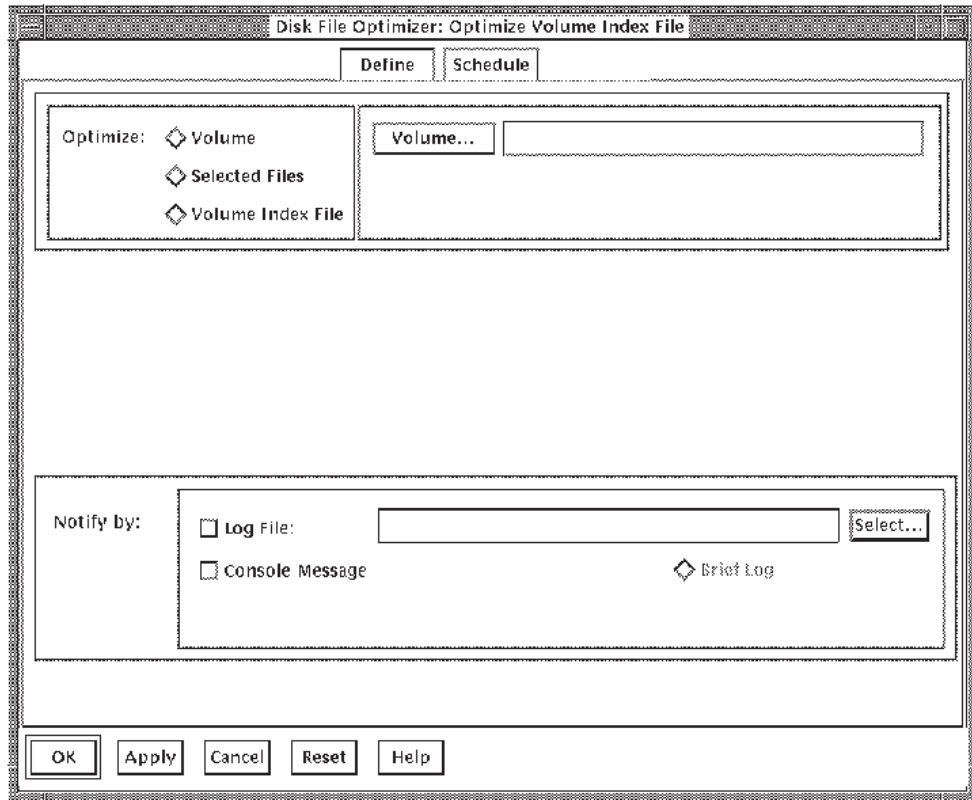 Disk File Optimizer: Optimize Volume Index File
Define Schedule
Optimize: Volume Volume...
Selected Files
Volume Index File
Notify by: Log File: Select...
Console Message Brief Log
OK Apply Cancel Reset Help